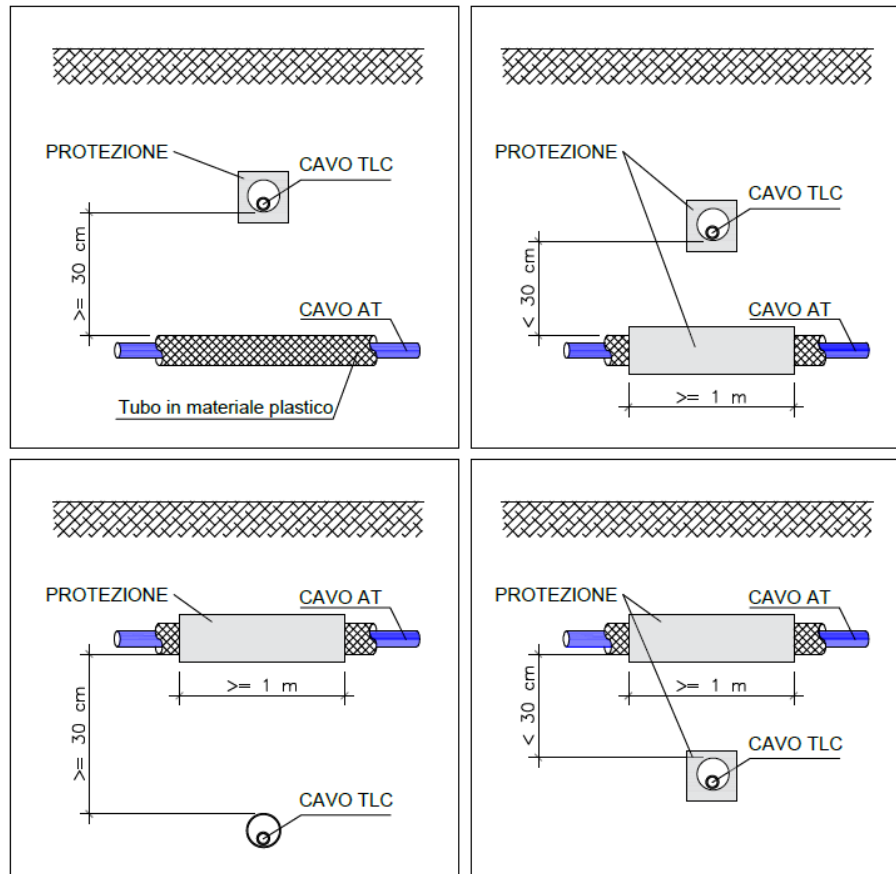 PROTEZIONE
CAVO TLC
>= 30 cm
CAVO AT
Tubo in materiale plastico
PROTEZIONE
CAVO TLC
< 30 cm
CAVO AT
>= 1 m
PROTEZIONE
CAVO AT
>= 1 m
>= 30 cm
CAVO TLC
PROTEZIONE
CAVO AT
>= 1 m
< 30 cm
CAVO TLC